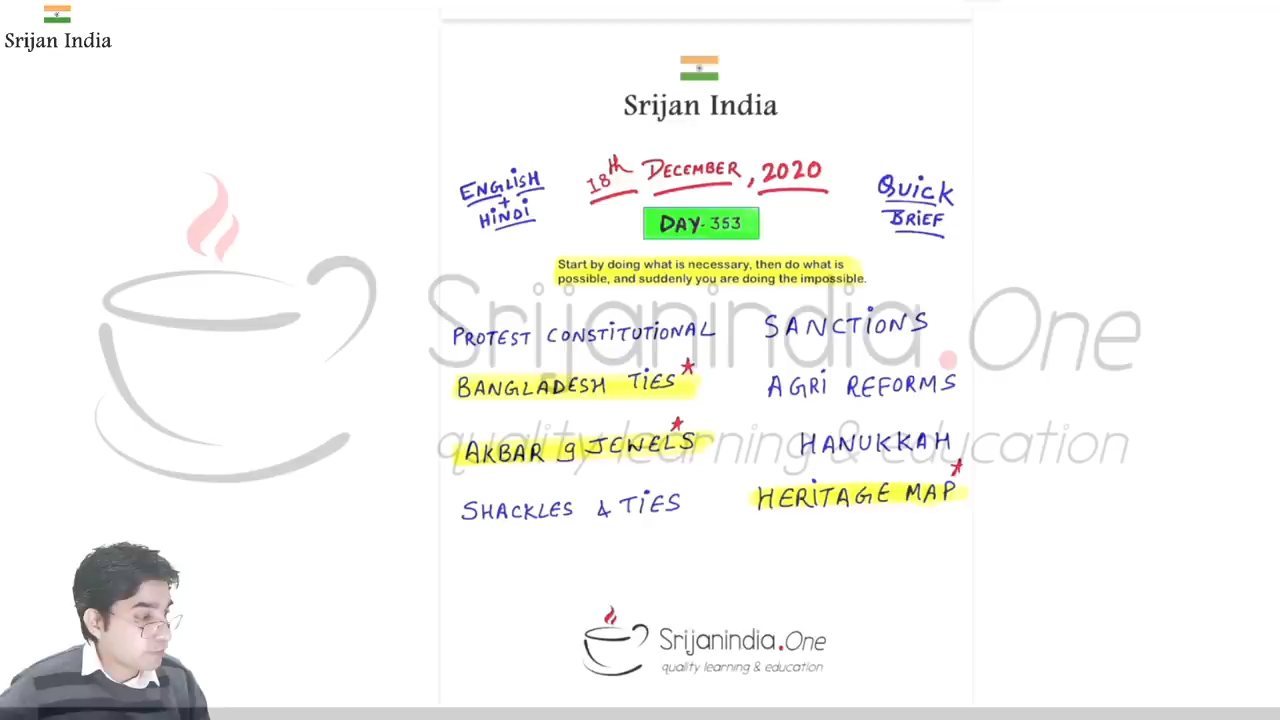 Srijan India
Srijan India
ENGLISH + HINDI
18th DECEMBER, 2020
QUICK BRIEF
DAY-353
Start by doing what is necessary, then do what is
possible, and suddenly you are doing the impossible.
PROTEST CONSTITUTIONAL
SANCTIONS
BANGLADESH TIES
AGRI REFORMS
AKBAR 9 JEWELS
HANUKKAH
SHACKLES & TIES
HERITAGE MAP
Srijanindia.One
quality learning & education
Srijanindia.One
quality learning & education